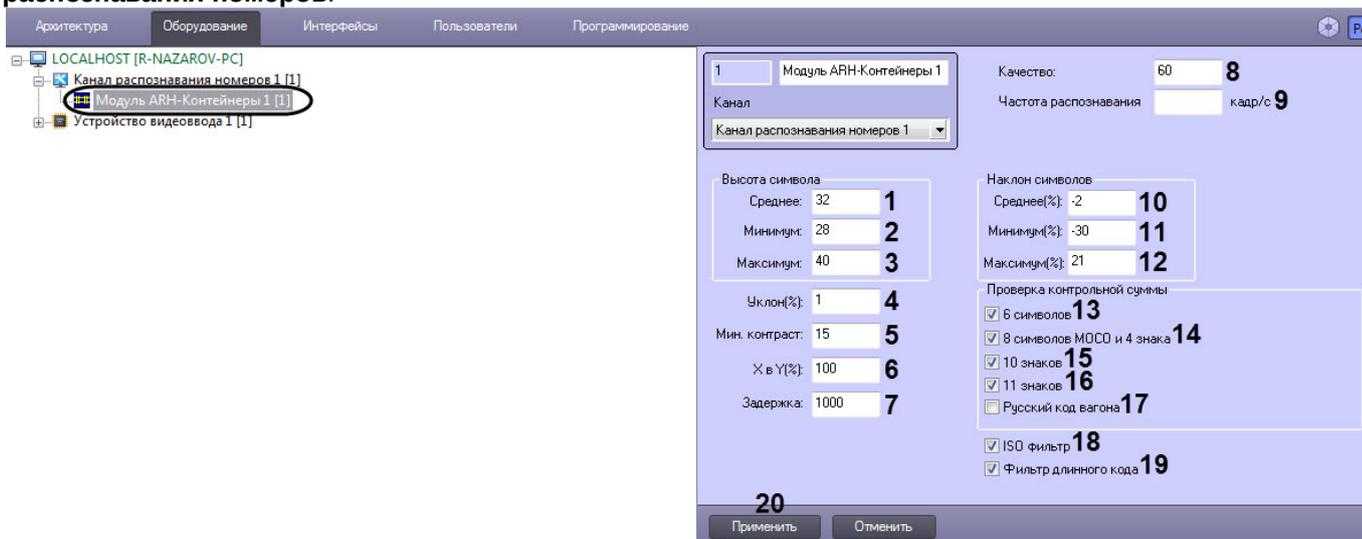 распознавания номеров.
Архитектура Оборудование Интерфейсы Пользователи Программирование
LOCALHOST [R-NAZAROV-PC]
Канал распознавания номеров 1 [1]
Модуль ARH-Контейнеры 1 [1]
Устройство видеоввода 1 [1]
1 Модуль ARH-Контейнеры 1
Канал
Канал распознавания номеров 1
Качество: 60 8
Частота распознавания кадр/с 9
Высота символа
Среднее: 32 1
Минимум: 28 2
Максимум: 40 3
Уклон(%): 1 4
Мин. контраст: 15 5
X в Y(%): 100 6
Задержка: 1000 7
Наклон символов
Среднее(%): -2 10
Минимум(%): -30 11
Максимум(%): 21 12
Проверка контрольной суммы
6 символов 13
8 символов МОСО и 4 знака 14
10 знаков 15
11 знаков 16
Русский код вагона 17
ISO фильтр 18
Фильтр длинного кода 19
20
Применить Отменить